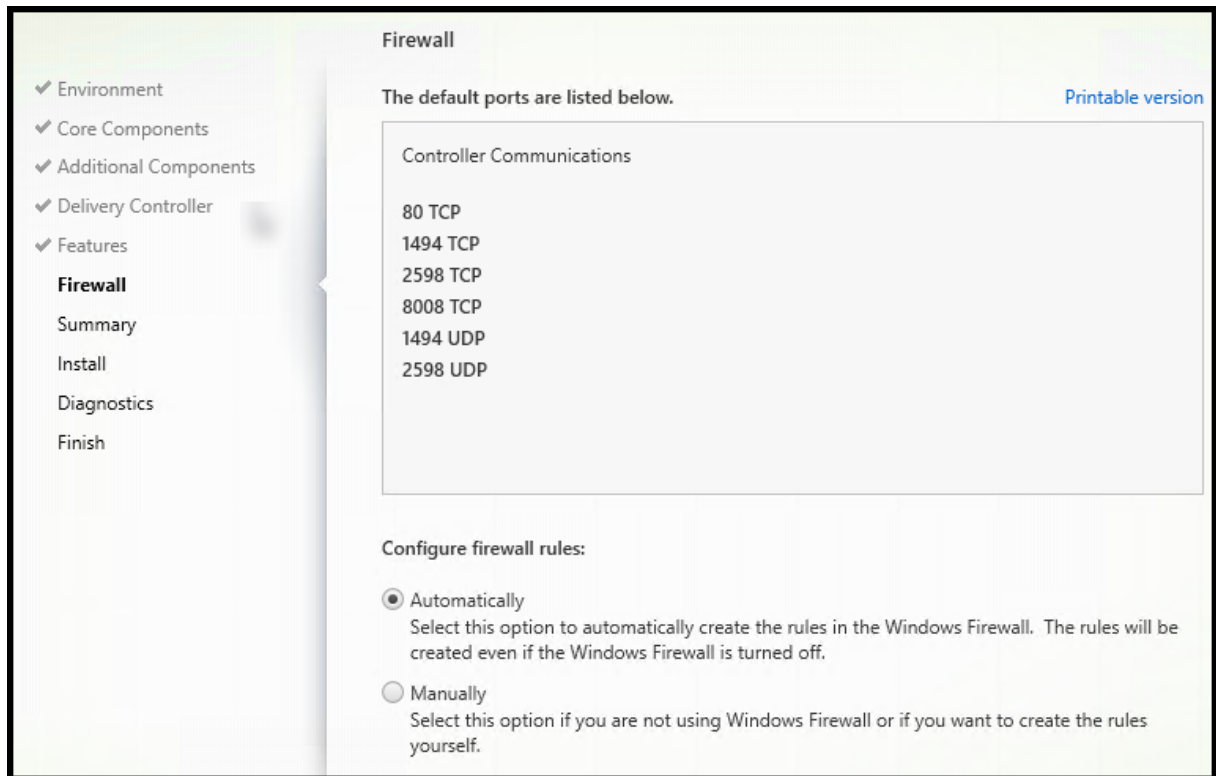 Firewall
Environment
Core Components
Additional Components
Delivery Controller
Features
Firewall
Summary
Install
Diagnostics
Finish
The default ports are listed below.
Printable version
Controller Communications
80 TCP
1494 TCP
2598 TCP
8008 TCP
1494 UDP
2598 UDP
Configure firewall rules:
Automatically
Select this option to automatically create the rules in the Windows Firewall. The rules will be
created even if the Windows Firewall is turned off.
Manually
Select this option if you are not using Windows Firewall or if you want to create the rules
yourself.